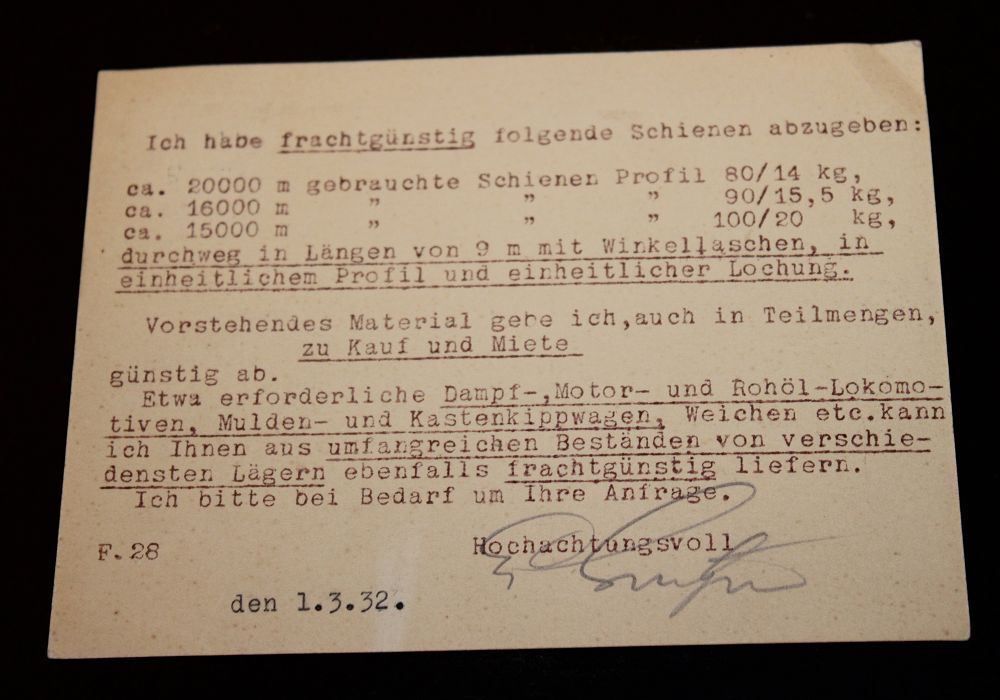 Ich habe frachtgünstig folgende Schienen abzugeben:
ca. 20000 m gebrauchte Schienen Profil 80/14 kg,
ca. 16000 m " " " 90/15,5 kg,
ca. 15000 m " " " 100/20 kg,
durchweg in Längen von 9 m mit Winkellaschen, in
einheitlichem Profil und einheitlicher Lochung.
Vorstehendes Material gebe ich,auch in Teilmengen,
zu Kauf und Miete
günstig ab.
Etwa erforderliche Dampf-,Motor- und Rohöl-Lokomo-
tiven, Mulden- und Kastenkippwagen, Weichen etc.kann
ich Ihnen aus umfangreichen Beständen von verschie-
densten Lägern ebenfalls frachtgünstig liefern.
Ich bitte bei Bedarf um Ihre Anfrage.
Hochachtungsvoll
F.28
den 1.3.32.